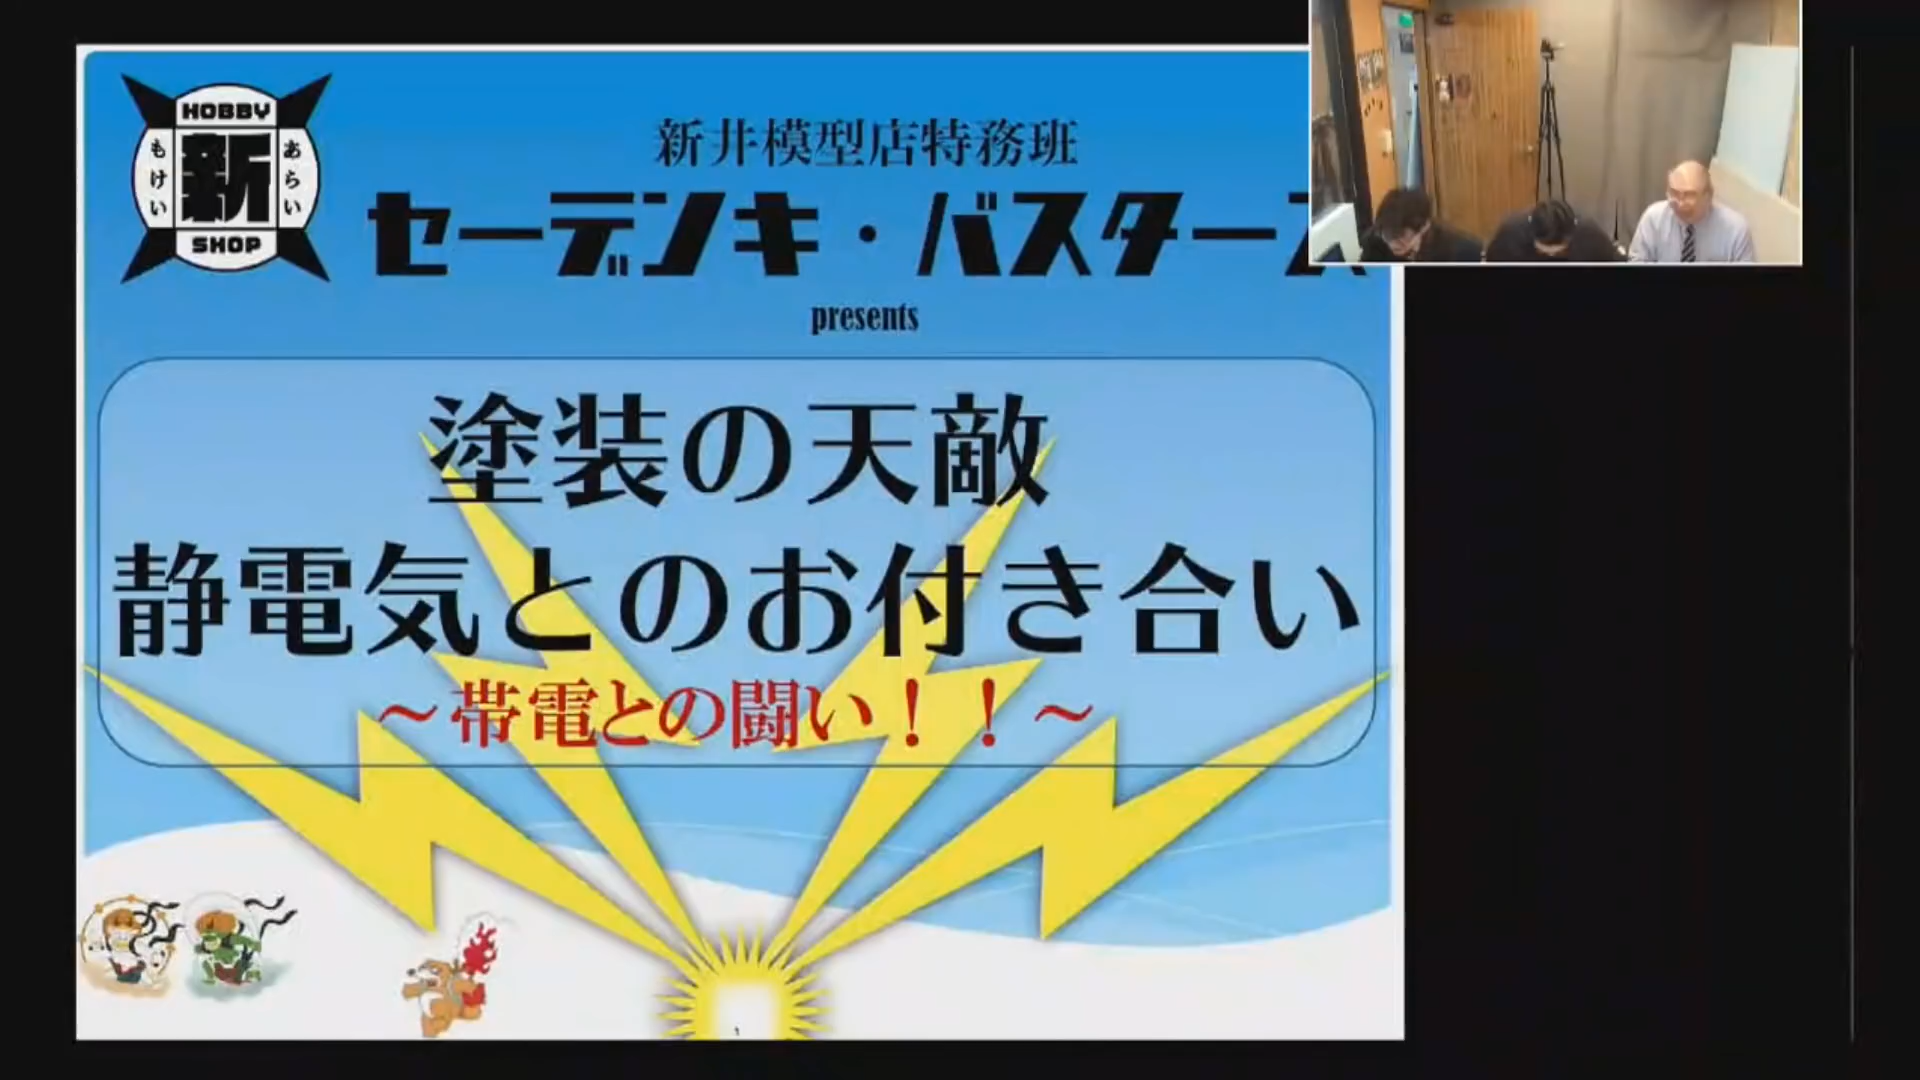 HOBBY
新
もけい
あらい
SHOP
新井模型店特務班
セーデンキ・バスターズ
presents
塗装の天敵
静電気とのお付き合い
～帯電との闘い！！～
1